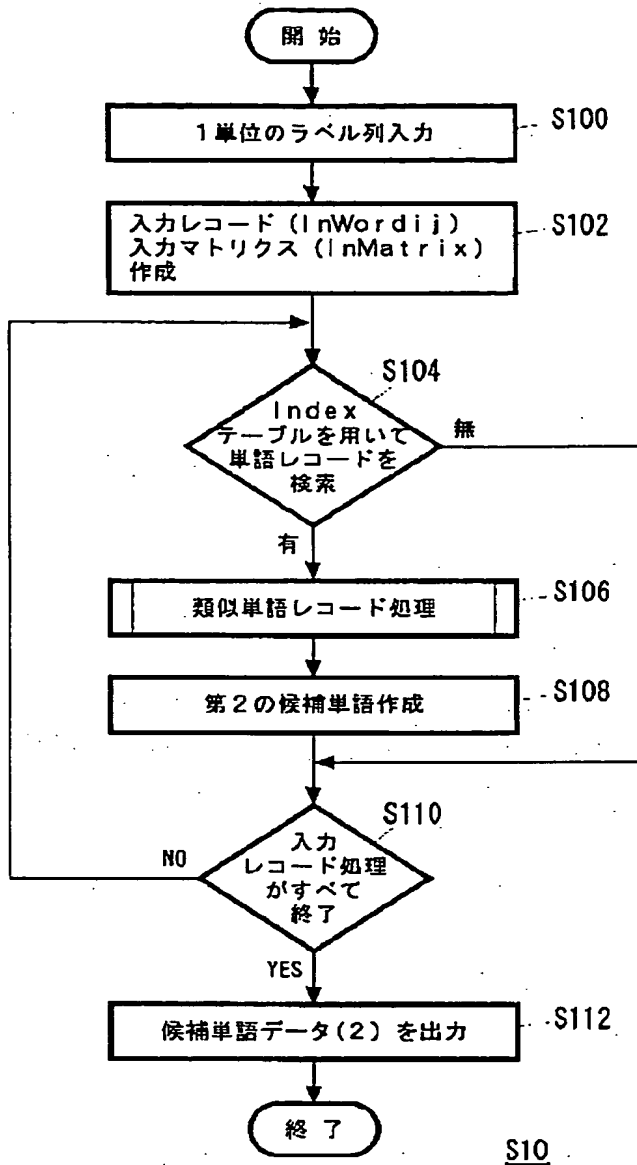 開始
1単位のラベル列入力
S100
入力レコード(InWordij)
入力マトリクス(InMatrix)
作成
S102
S104
Index
テーブルを用いて
単語レコードを
検索
無
有
類似単語レコード処理
S106
第2の候補単語作成
S108
S110
入力
レコード処理
がすべて
終了
NO
YES
候補単語データ(2)を出力
S112
終了
S10